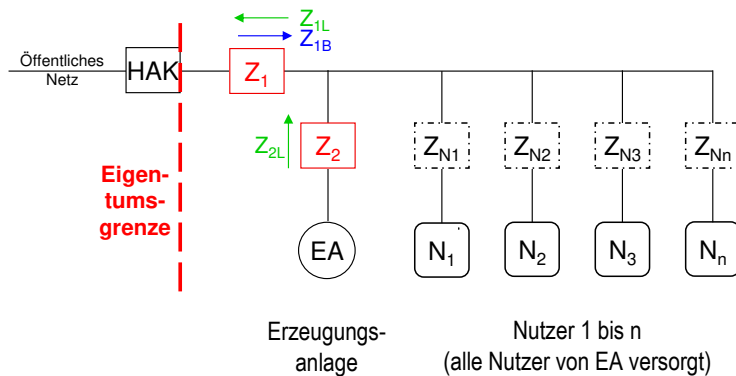 Z1L
Z1B
Öffentliches
Netz
HAK
Z1
Z2L
Z2
ZN1
ZN2
ZN3
ZNn
Eigen-
tums-
grenze
EA
N1
N2
N3
Nn
Erzeugungs-
anlage
Nutzer 1 bis n
(alle Nutzer von EA versorgt)